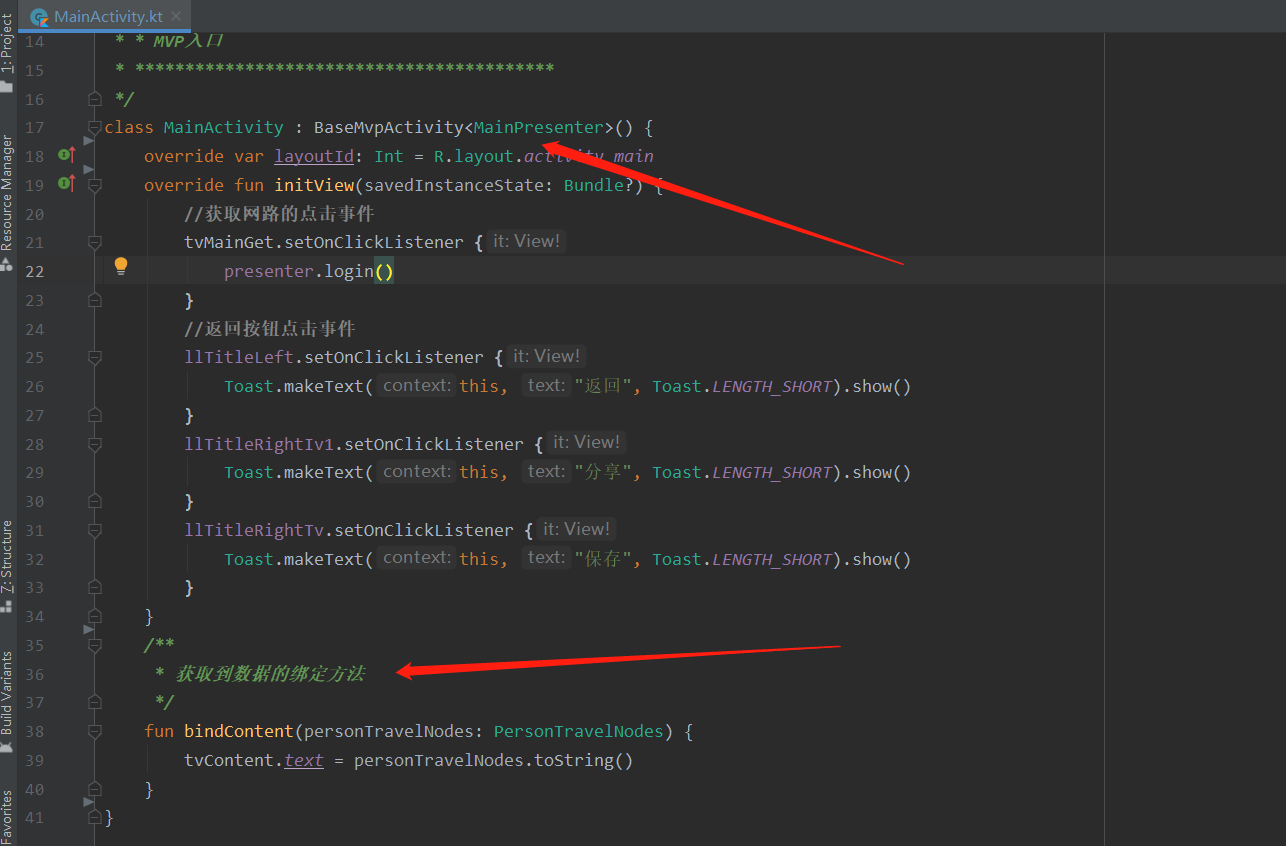 MainActivity.kt
1: Project
Resource Manager
7: Structure
Build Variants
Favorites
14 * * MVP入口
15 * ******************************************
16 */
17 class MainActivity : BaseMvpActivity<MainPresenter>() {
18 override var layoutId: Int = R.layout.activity_main
19 override fun initView(savedInstanceState: Bundle?) {
20 //获取网路的点击事件
21 tvMainGet.setOnClickListener { it: View!
22 presenter.login()
23 }
24 //返回按钮点击事件
25 llTitleLeft.setOnClickListener { it: View!
26 Toast.makeText( context: this, text: "返回", Toast.LENGTH_SHORT).show()
27 }
28 llTitleRightIv1.setOnClickListener { it: View!
29 Toast.makeText( context: this, text: "分享", Toast.LENGTH_SHORT).show()
30 }
31 llTitleRightTv.setOnClickListener { it: View!
32 Toast.makeText( context: this, text: "保存", Toast.LENGTH_SHORT).show()
33 }
34 }
35 /**
36 * 获取到数据的绑定方法
37 */
38 fun bindContent(personTravelNodes: PersonTravelNodes) {
39 tvContent.text = personTravelNodes.toString()
40 }
41 }